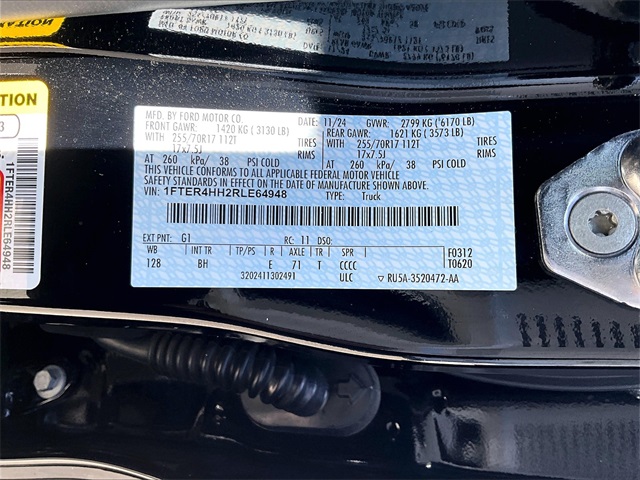 CAUTION
MFD. BY FORD MOTOR CO.
DATE: 11/24 GVWR: 2799 KG ( 6170 LB)
FRONT GAWR: 1420 KG ( 3130 LB) REAR GAWR: 1621 KG ( 3573 LB)
WITH 255/70R17 112T TIRES WITH 255/70R17 112T TIRES
17x7.5J RIMS 17x7.5J RIMS
AT 260 kPa/ 38 PSI COLD AT 260 kPa/ 38 PSI COLD
THIS VEHICLE CONFORMS TO ALL APPLICABLE FEDERAL MOTOR VEHICLE
SAFETY STANDARDS IN EFFECT ON THE DATE OF MANUFACTURE SHOWN ABOVE.
VIN: 1FTER4HH2RLE64948 TYPE: Truck
EXT PNT: G1 RC: 11 DSO:
WB INT TR TP/PS R AXLE TR SPR F0312
128 BH E 71 T CCCC T0620
3202411302491 ULC RU5A-3520472-AA
3
1FTER4HH2RLE64948